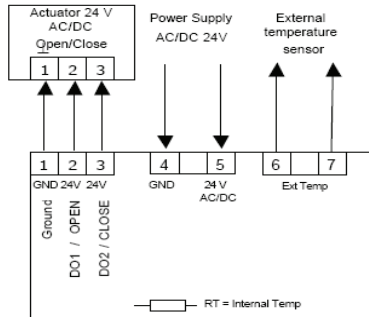 Actuator 24 V
AC/DC
Open/Close
1 2 3
Power Supply
AC/DC 24V
External
temperature
sensor
1 2 3 4 5 6 7
GND 24V 24V GND 24V AC/DC Ext Temp
Ground
DO1 / OPEN
DO2 / CLOSE
RT = Internal Temp